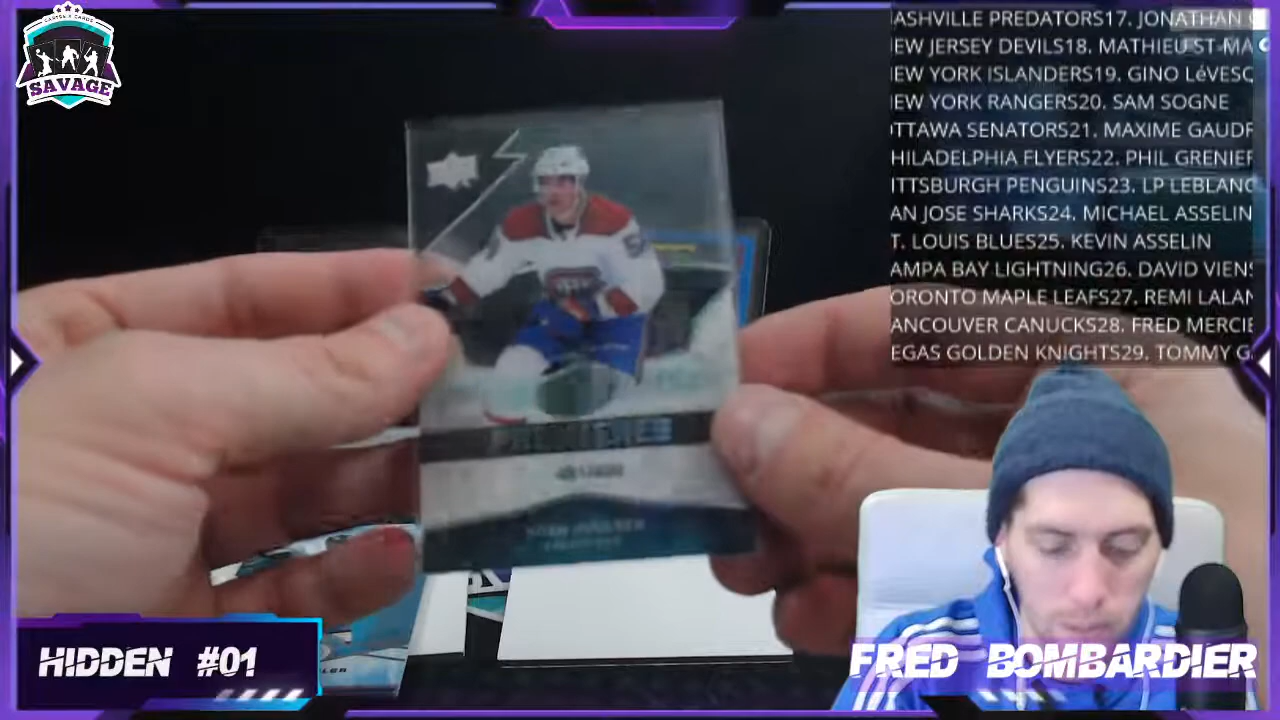 CARTES & CARDS
SAVAGE
ASHVILLE PREDATORS17. JONATHAN
EW JERSEY DEVILS18. MATHIEU ST-MA
EW YORK ISLANDERS19. GINO LéVESQ
EW YORK RANGERS20. SAM SOGNE
TTAWA SENATORS21. MAXIME GAUDR
HILADELPHIA FLYERS22. PHIL GRENIER
ITTSBURGH PENGUINS23. LP LEBLANC
AN JOSE SHARKS24. MICHAEL ASSELIN
T. LOUIS BLUES25. KEVIN ASSELIN
AMPA BAY LIGHTNING26. DAVID VIENS
ORONTO MAPLE LEAFS27. REMI LALAN
ANCOUVER CANUCKS28. FRED MERCIE
EGAS GOLDEN KNIGHTS29. TOMMY G.
HIDDEN #01
FRED BOMBARDIER